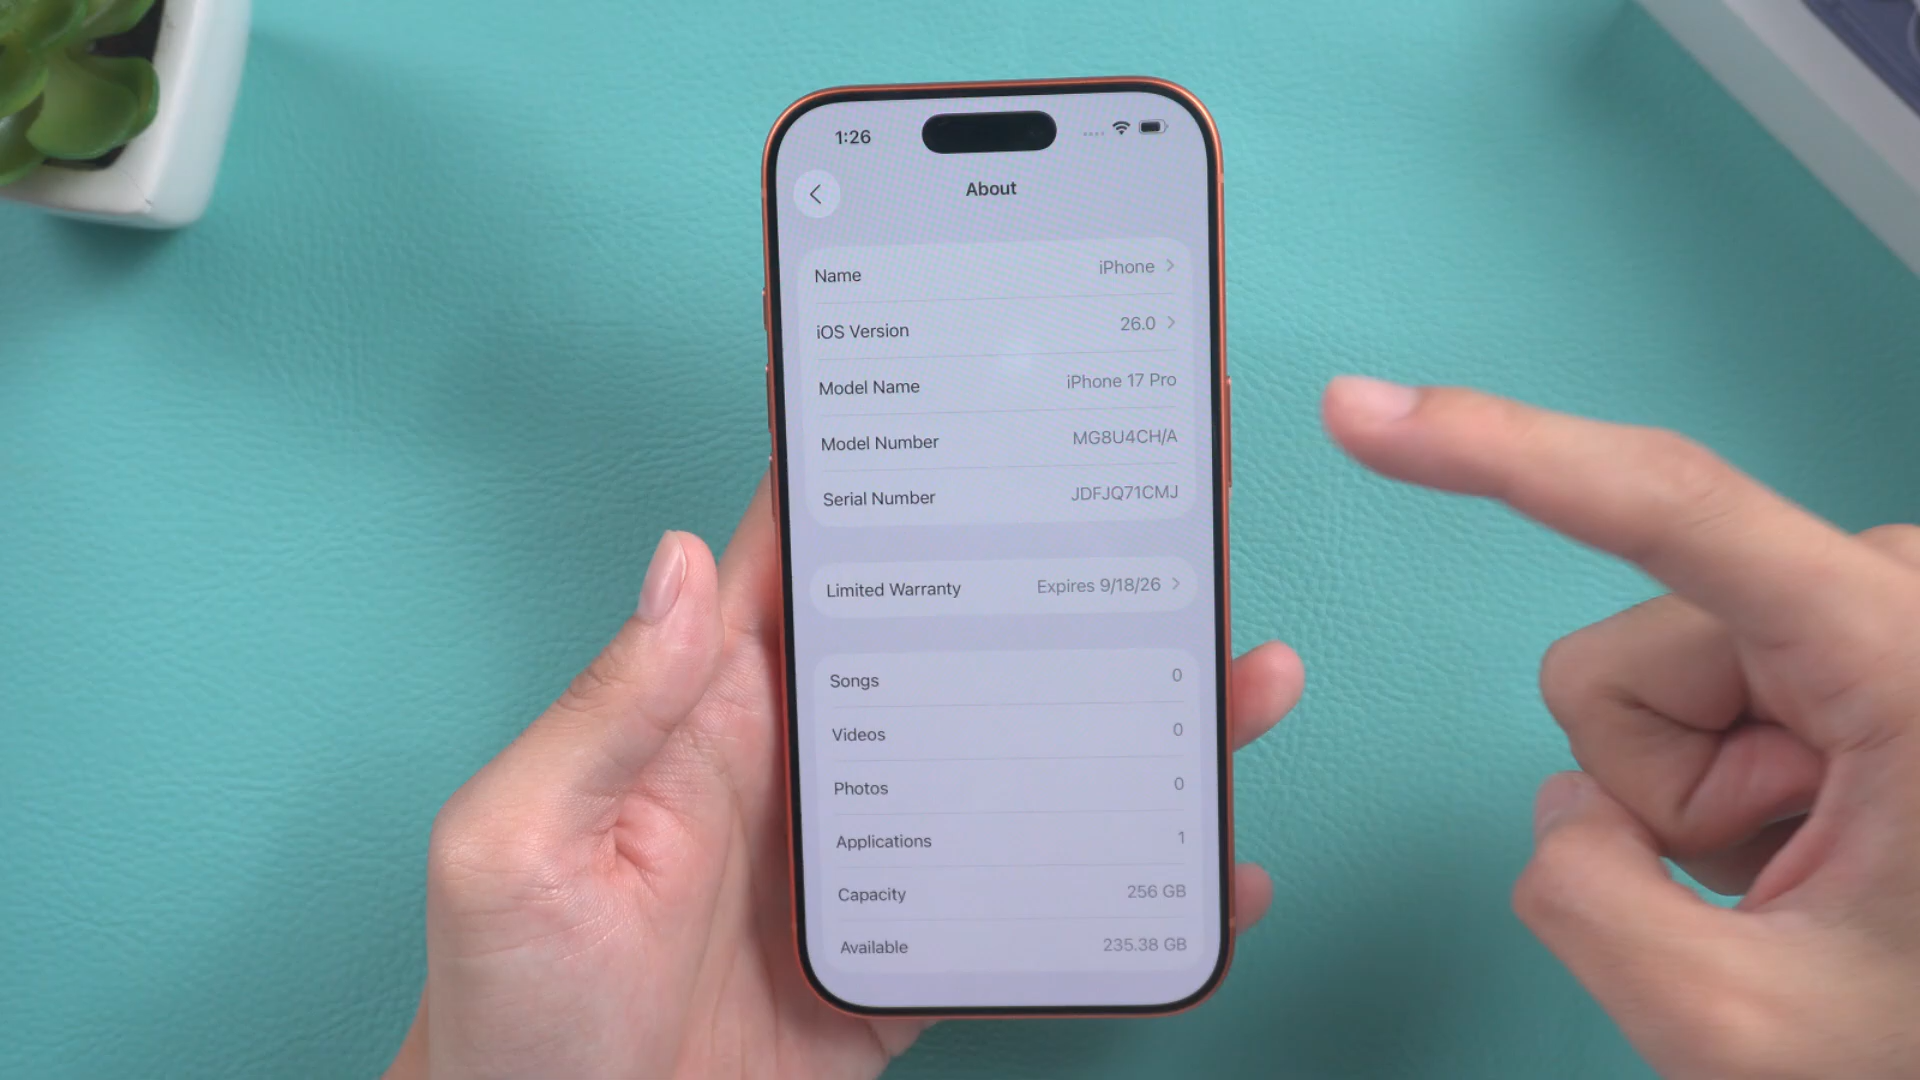 1:26
About
Name iPhone
iOS Version 26.0
Model Name iPhone 17 Pro
Model Number MG8U4CH/A
Serial Number JDFJQ71CMJ
Limited Warranty Expires 9/18/26
Songs 0
Videos 0
Photos 0
Applications 1
Capacity 256 GB
Available 235.38 GB